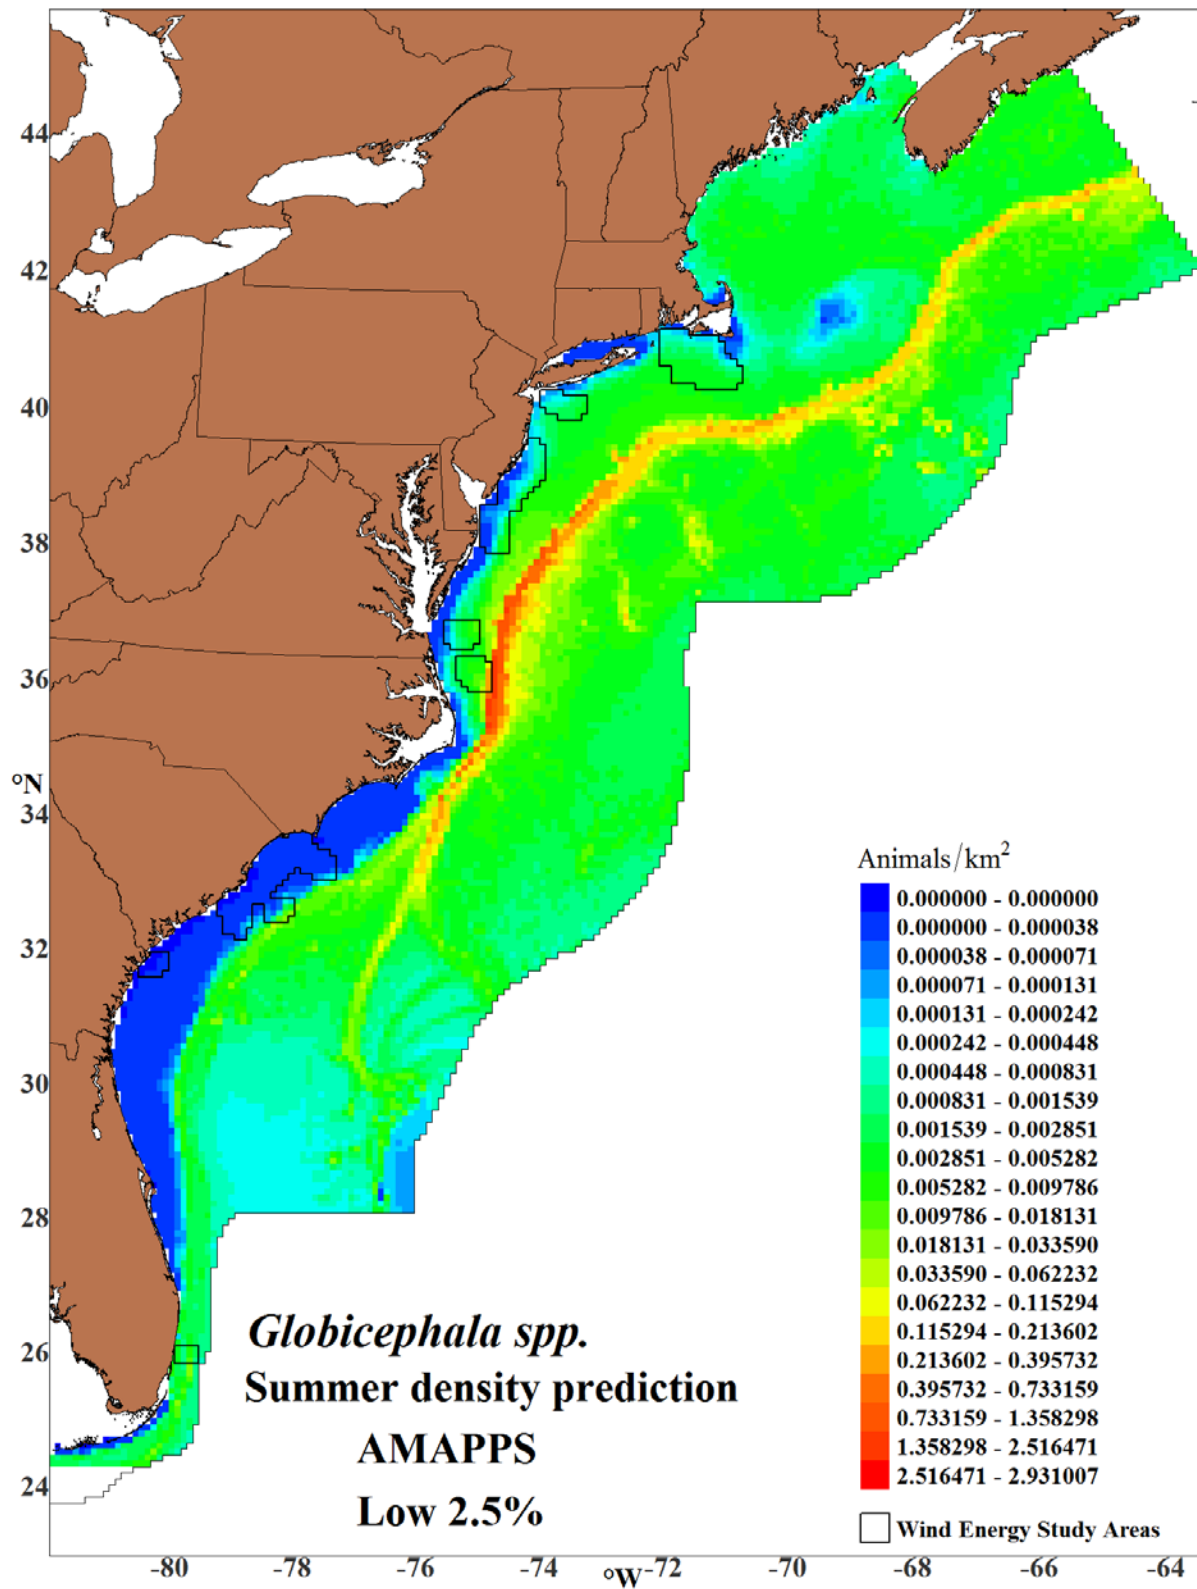 44
42
40
38
36
°N
34
32
30
28
26
24
-80
-78
-76
-74
°W
-72
-70
-68
-66
-64
Globicephala spp.
Summer density prediction
AMAPPS
Low 2.5%
Animals/km²
0.000000 - 0.000000
0.000000 - 0.000038
0.000038 - 0.000071
0.000071 - 0.000131
0.000131 - 0.000242
0.000242 - 0.000448
0.000448 - 0.000831
0.000831 - 0.001539
0.001539 - 0.002851
0.002851 - 0.005282
0.005282 - 0.009786
0.009786 - 0.018131
0.018131 - 0.033590
0.033590 - 0.062232
0.062232 - 0.115294
0.115294 - 0.213602
0.213602 - 0.395732
0.395732 - 0.733159
0.733159 - 1.358298
1.358298 - 2.516471
2.516471 - 2.931007
Wind Energy Study Areas